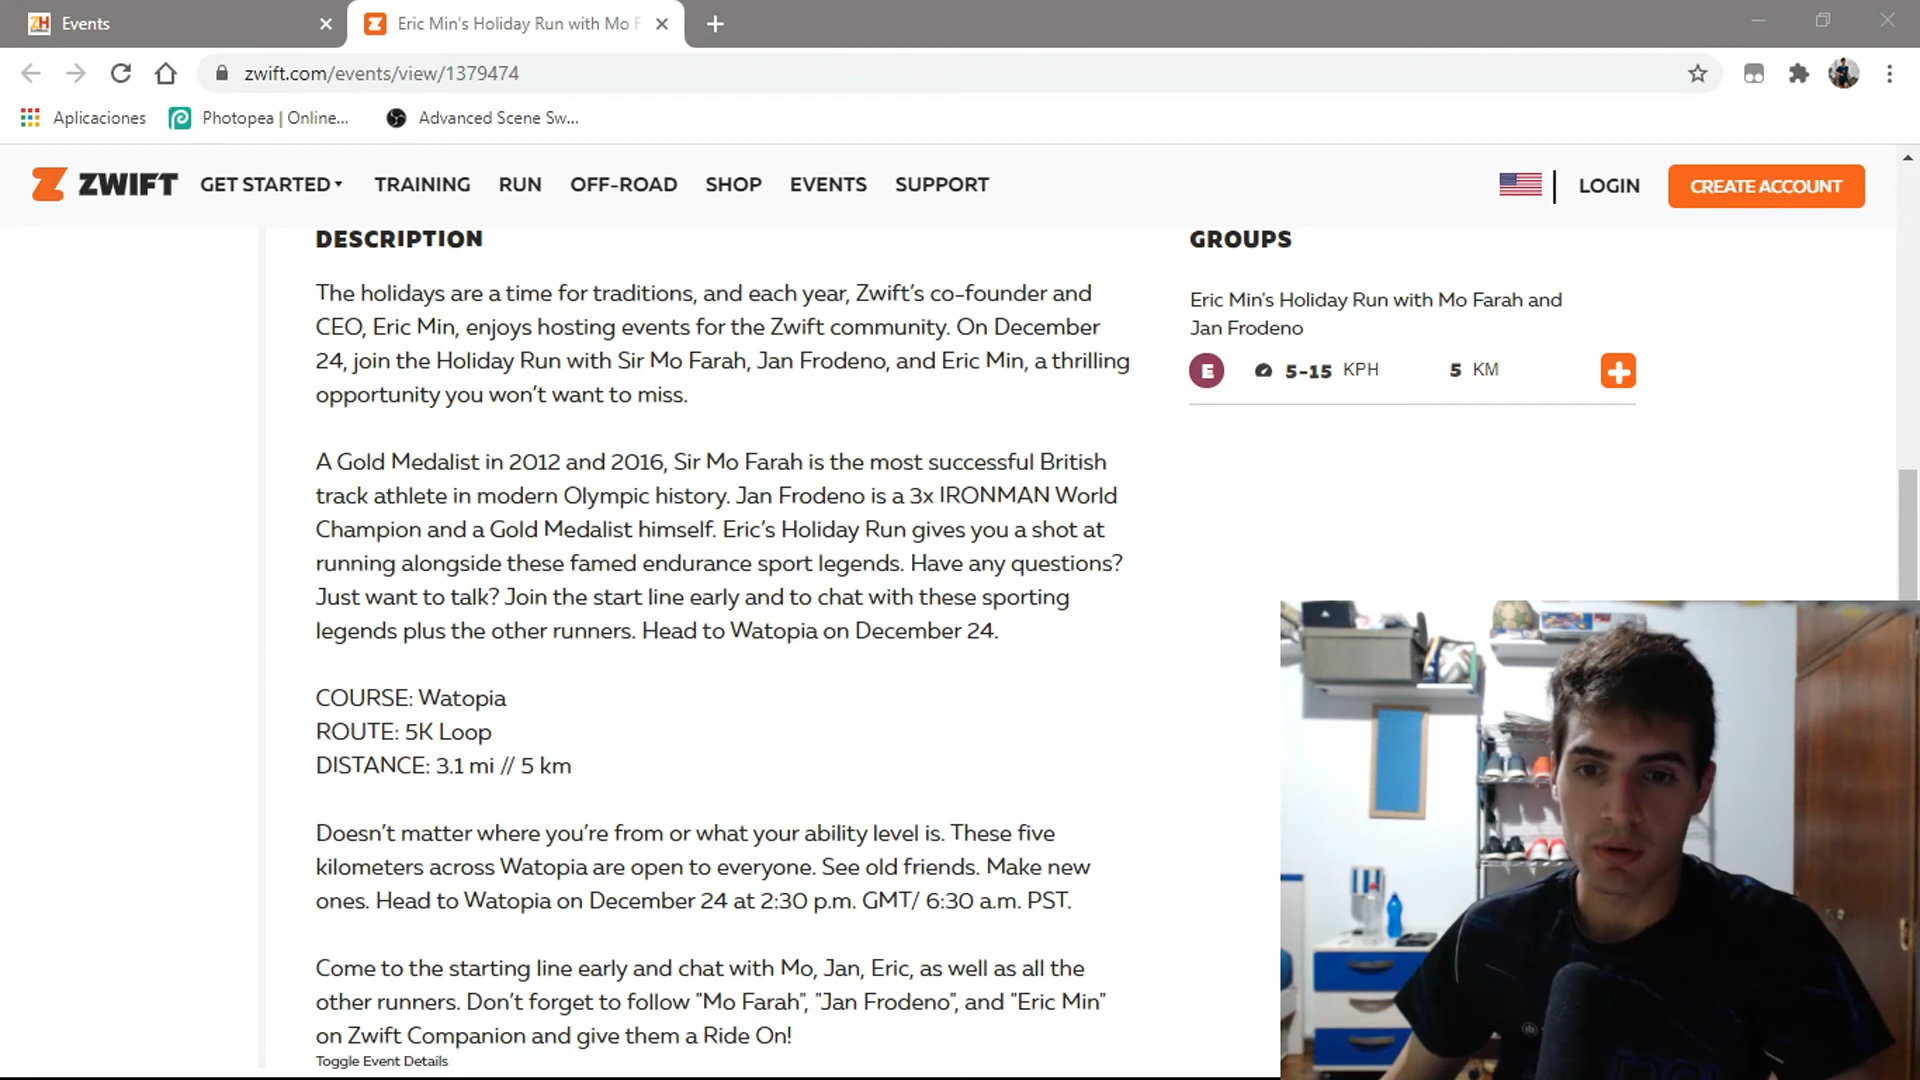 Events
Eric Min's Holiday Run with Mo F
zwift.com/events/view/1379474
Aplicaciones
Photopea | Online...
Advanced Scene Sw...
ZWIFT
GET STARTED
TRAINING
RUN
OFF-ROAD
SHOP
EVENTS
SUPPORT
LOGIN
CREATE ACCOUNT
DESCRIPTION
The holidays are a time for traditions, and each year, Zwift’s co-founder and
CEO, Eric Min, enjoys hosting events for the Zwift community. On December
24, join the Holiday Run with Sir Mo Farah, Jan Frodeno, and Eric Min, a thrilling
opportunity you won’t want to miss.
A Gold Medalist in 2012 and 2016, Sir Mo Farah is the most successful British
track athlete in modern Olympic history. Jan Frodeno is a 3x IRONMAN World
Champion and a Gold Medalist himself. Eric’s Holiday Run gives you a shot at
running alongside these famed endurance sport legends. Have any questions?
Just want to talk? Join the start line early and to chat with these sporting
legends plus the other runners. Head to Watopia on December 24.
COURSE: Watopia
ROUTE: 5K Loop
DISTANCE: 3.1 mi // 5 km
Doesn’t matter where you’re from or what your ability level is. These five
kilometers across Watopia are open to everyone. See old friends. Make new
ones. Head to Watopia on December 24 at 2:30 p.m. GMT/ 6:30 a.m. PST.
Come to the starting line early and chat with Mo, Jan, Eric, as well as all the
other runners. Don’t forget to follow "Mo Farah", "Jan Frodeno", and "Eric Min"
on Zwift Companion and give them a Ride On!
Toggle Event Details
GROUPS
Eric Min's Holiday Run with Mo Farah and
Jan Frodeno
E 5-15 KPH 5 KM